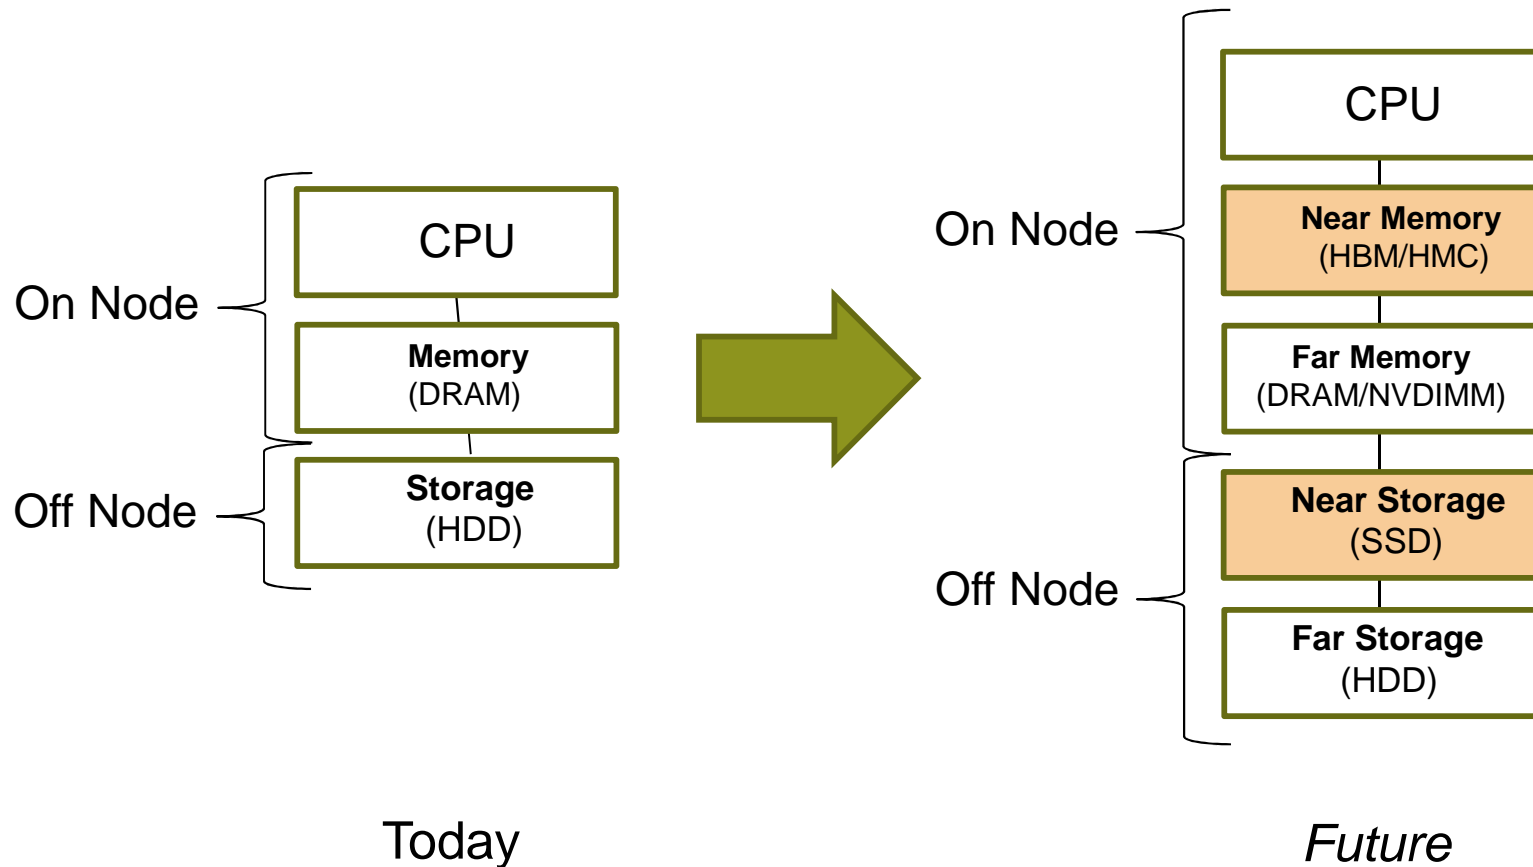 On Node
CPU
Memory
(DRAM)
Off Node
Storage
(HDD)
Today
On Node
CPU
Near Memory
(HBM/HMC)
Far Memory
(DRAM/NVDIMM)
Off Node
Near Storage
(SSD)
Far Storage
(HDD)
Future